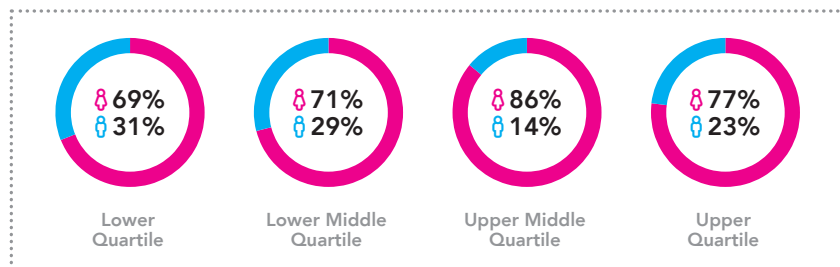 69%
31%
Lower
Quartile
71%
29%
Lower Middle
Quartile
86%
14%
Upper Middle
Quartile
77%
23%
Upper
Quartile